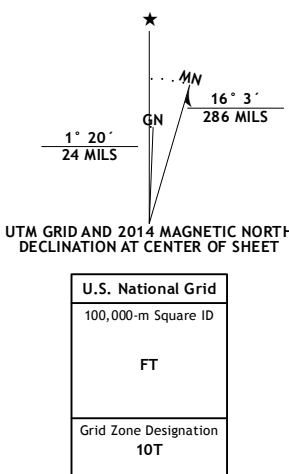 MN
16° 3´
286 MILS
GN
1° 20´
24 MILS
UTM GRID AND 2014 MAGNETIC NORTH
DECLINATION AT CENTER OF SHEET
U.S. National Grid
100,000-m Square ID
FT
Grid Zone Designation
10T